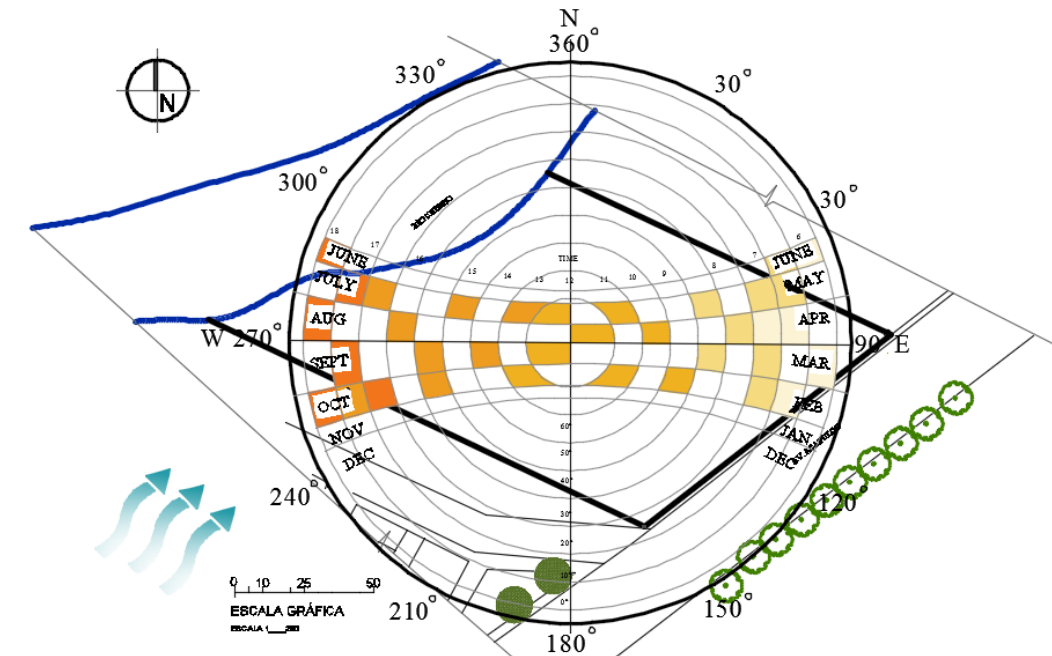 N
360°
330°
30°
N
300°
30°
18
17
16
15
14
13
TIME
12
11
10
9
8
7
6
JUNE
JUNE
JULY
MAY
AUG
APR
W 270°
90° E
SEPT
MAR
OCT
FEB
NOV
JAN
DEC
DEC
60°
50°
40°
30°
20°
10°
0°
240°
120°
0 10 25 50
ESCALA GRÁFICA
210°
150°
180°